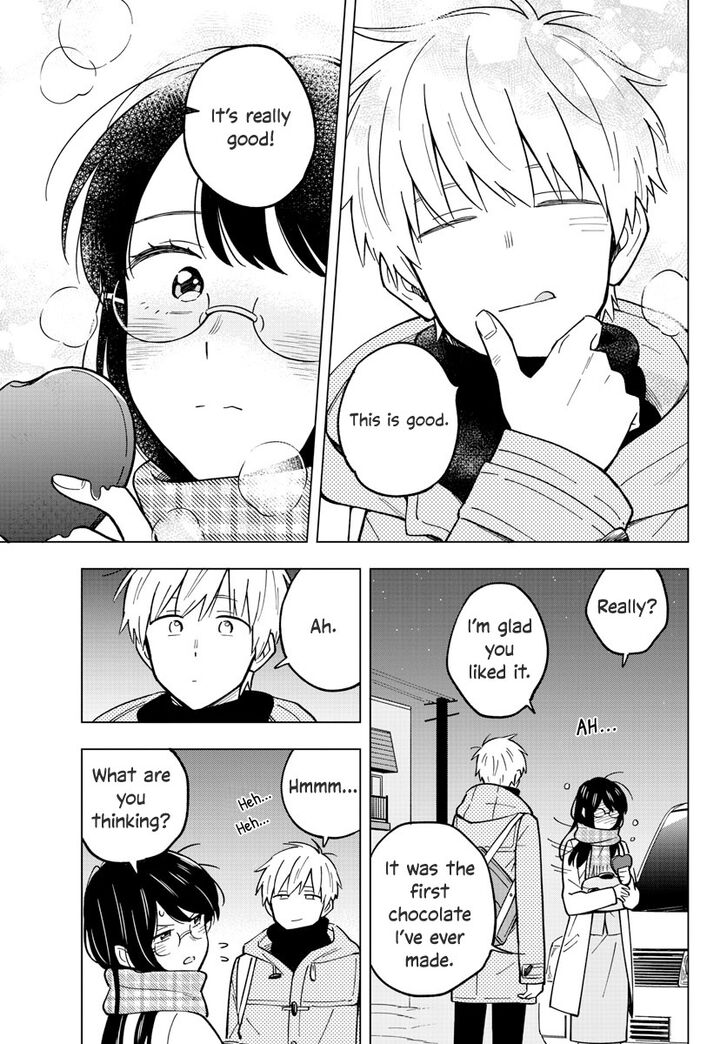 This is good.
It's really
good!
Really?
I'm glad
you
liked it.
AH...
It was the
first
chocolate
I've ever
made.
Ah.
Hmmm...
Heh...
Heh...
What are
you
thinking?